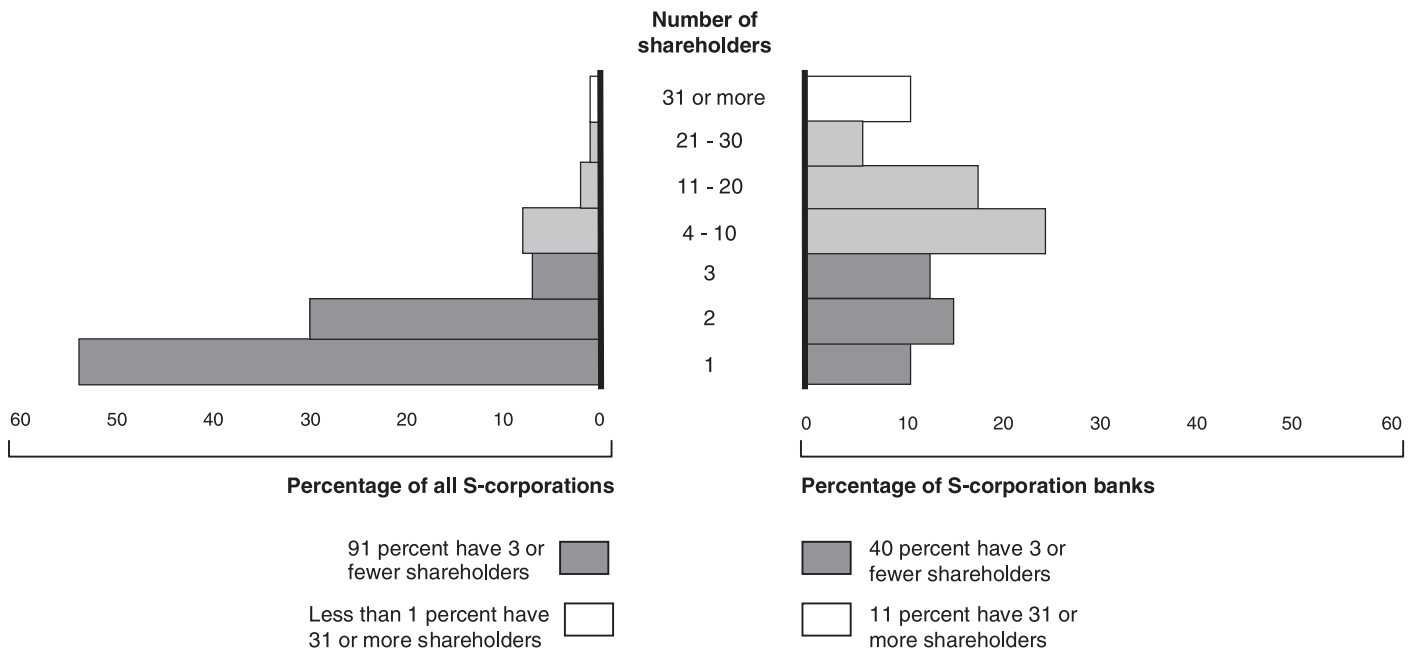 Number of
shareholders
31 or more
21 - 30
11 - 20
4 - 10
3
2
1
60 50 40 30 20 10 0
0 10 20 30 40 50 60
Percentage of all S-corporations
Percentage of S-corporation banks
91 percent have 3 or
fewer shareholders
Less than 1 percent have
31 or more shareholders
40 percent have 3 or
fewer shareholders
11 percent have 31 or
more shareholders